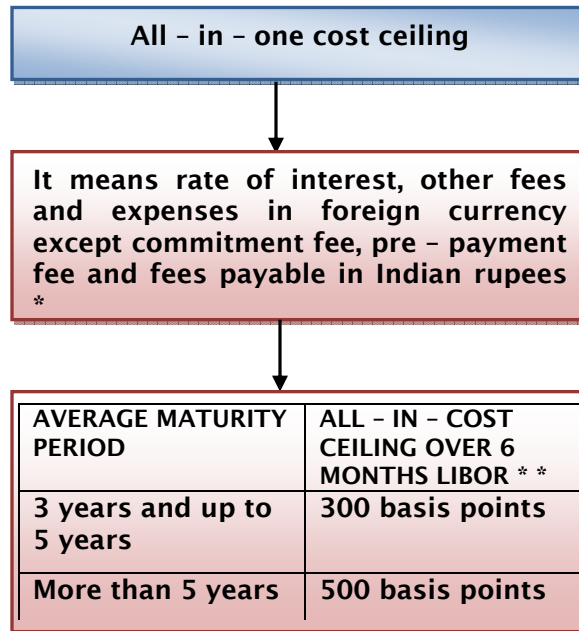 All – in – one cost ceiling
It means rate of interest, other fees
and expenses in foreign currency
except commitment fee, pre – payment
fee and fees payable in Indian rupees
*
AVERAGE MATURITY
PERIOD
ALL – IN – COST
CEILING OVER 6
MONTHS LIBOR * *
3 years and up to
5 years
300 basis points
More than 5 years
500 basis points